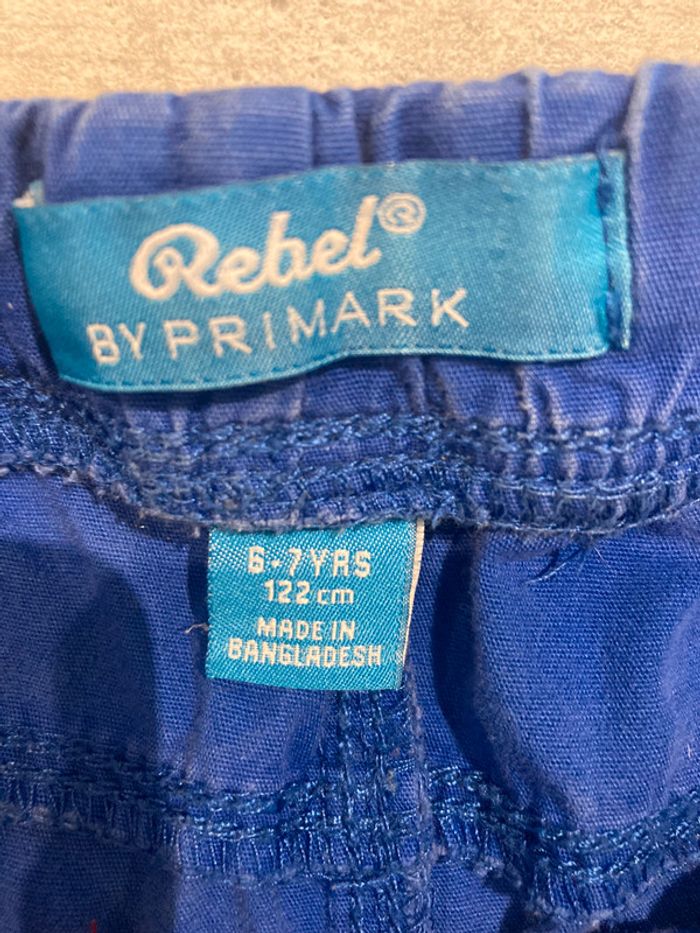 Rebel®
BY PRIMARK
6-7YRS
122cm
MADE IN
BANGLADESH